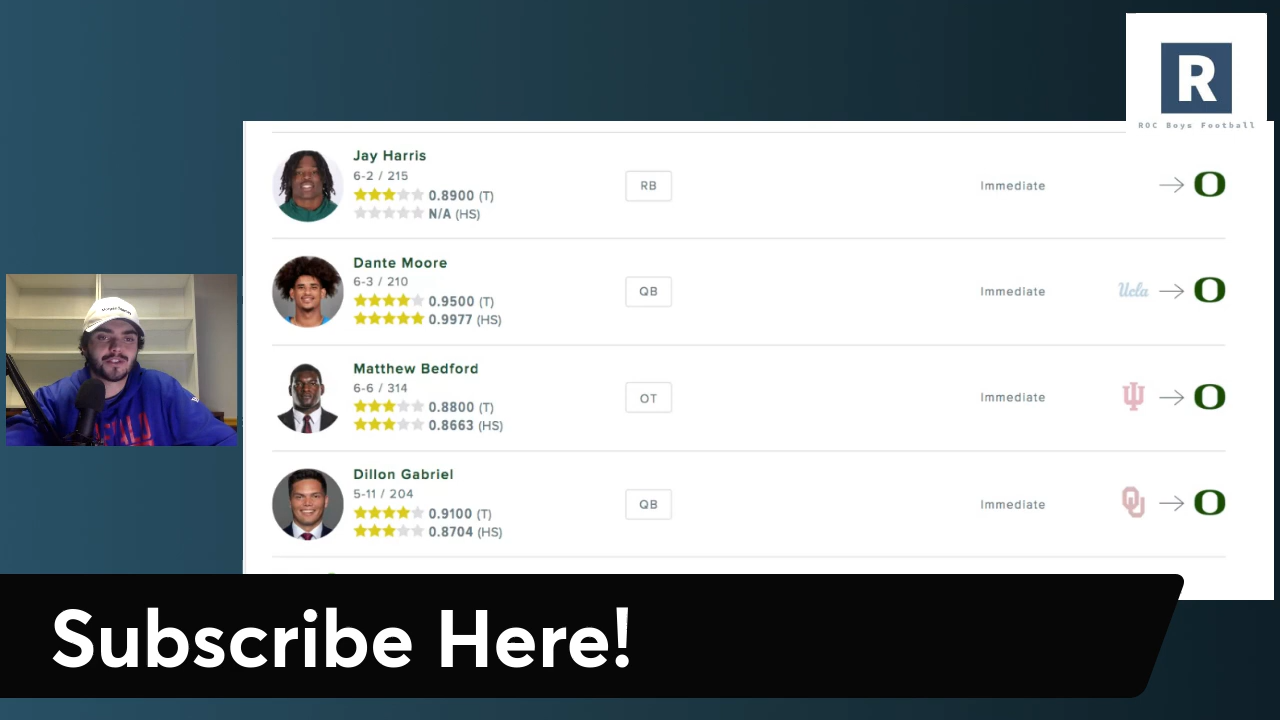 R
ROC Boys Football
Jay Harris
6-2 / 215
0.8900 (T)
N/A (HS)
RB
Immediate
O
Dante Moore
6-3 / 210
0.9500 (T)
0.9977 (HS)
QB
Immediate
Ucla
O
Matthew Bedford
6-6 / 314
0.8800 (T)
0.8663 (HS)
OT
Immediate
O
Dillon Gabriel
5-11 / 204
0.9100 (T)
0.8704 (HS)
QB
Immediate
OU
O
Subscribe Here!